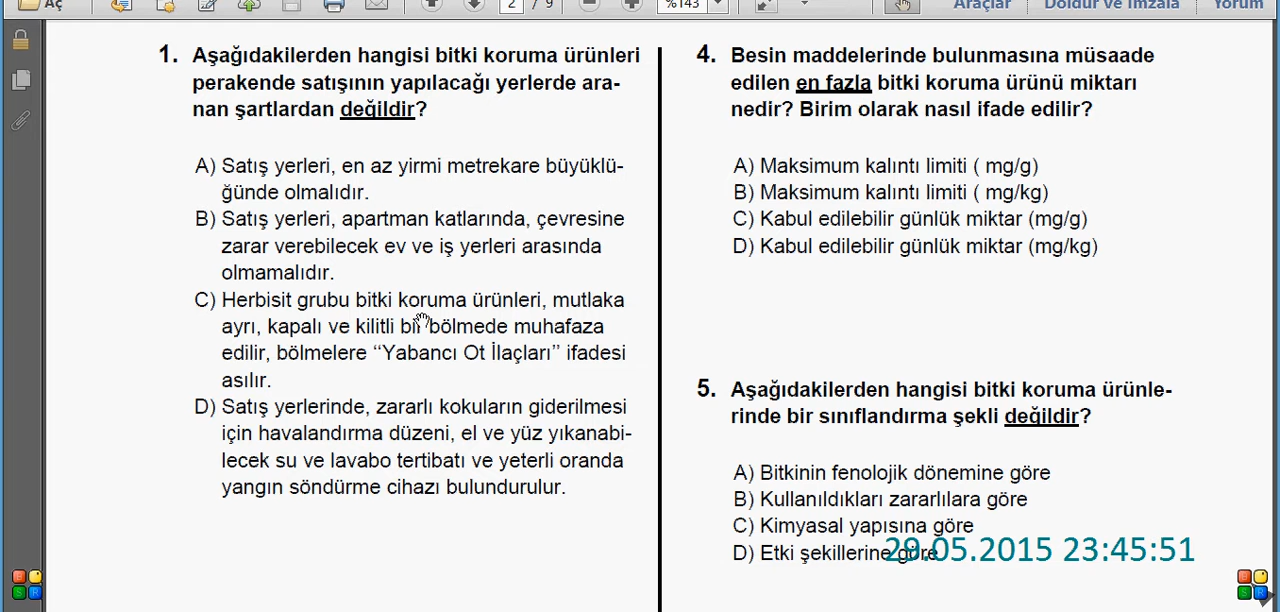 Aç
2 / 9
%143
Araçlar
Doldur ve İmzala
Yorum
1. Aşağıdakilerden hangisi bitki koruma ürünleri
perakende satışının yapılacağı yerlerde ara-
nan şartlardan değildir?
A) Satış yerleri, en az yirmi metrekare büyüklü-
ğünde olmalıdır.
B) Satış yerleri, apartman katlarında, çevresine
zarar verebilecek ev ve iş yerleri arasında
olmamalıdır.
C) Herbisit grubu bitki koruma ürünleri, mutlaka
ayrı, kapalı ve kilitli bir bölmede muhafaza
edilir, bölmelere ‘‘Yabancı Ot İlaçları’’ ifadesi
asılır.
D) Satış yerlerinde, zararlı kokuların giderilmesi
için havalandırma düzeni, el ve yüz yıkanabi-
lecek su ve lavabo tertibatı ve yeterli oranda
yangın söndürme cihazı bulundurulur.
4. Besin maddelerinde bulunmasına müsaade
edilen en fazla bitki koruma ürünü miktarı
nedir? Birim olarak nasıl ifade edilir?
A) Maksimum kalıntı limiti ( mg/g)
B) Maksimum kalıntı limiti ( mg/kg)
C) Kabul edilebilir günlük miktar (mg/g)
D) Kabul edilebilir günlük miktar (mg/kg)
5. Aşağıdakilerden hangisi bitki koruma ürünle-
rinde bir sınıflandırma şekli değildir?
A) Bitkinin fenolojik dönemine göre
B) Kullanıldıkları zararlılara göre
C) Kimyasal yapısına göre
D) Etki şekillerine göre
29.05.2015 23:45:51